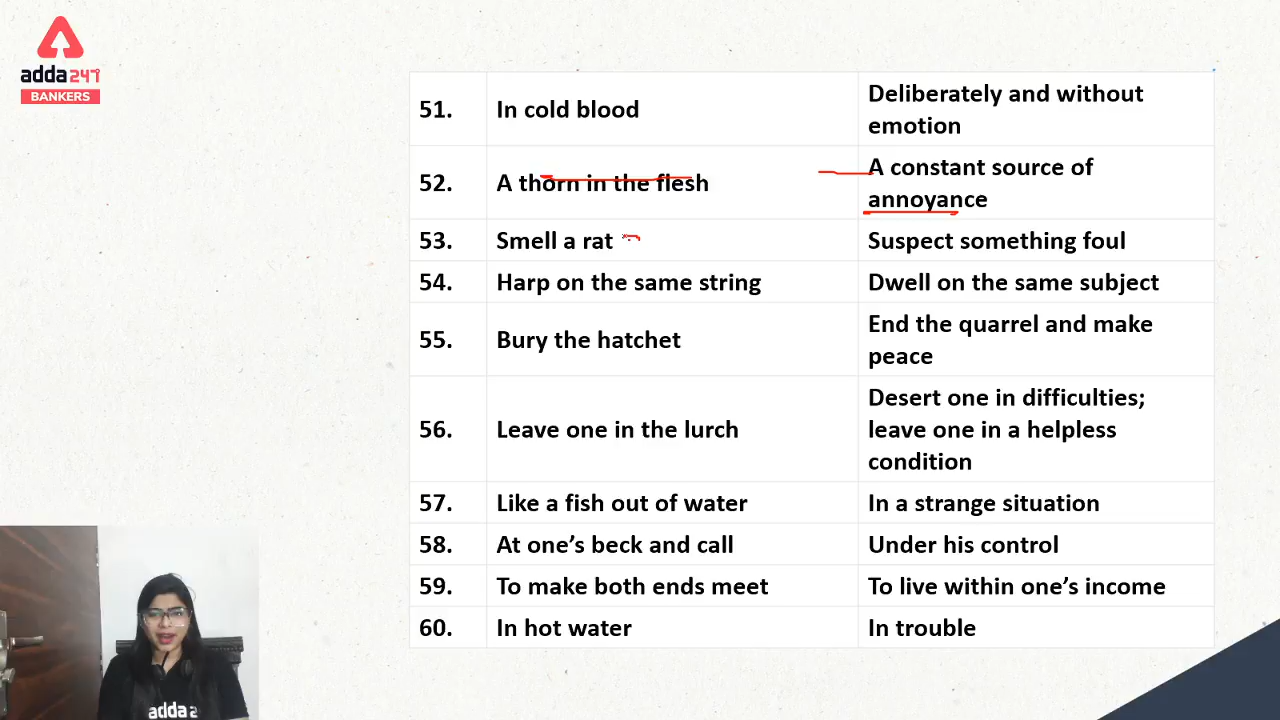 adda247
BANKERS
51. In cold blood Deliberately and without
emotion
52. A thorn in the flesh A constant source of
annoyance
53. Smell a rat Suspect something foul
54. Harp on the same string Dwell on the same subject
55. Bury the hatchet End the quarrel and make
peace
56. Leave one in the lurch Desert one in difficulties;
leave one in a helpless
condition
57. Like a fish out of water In a strange situation
58. At one’s beck and call Under his control
59. To make both ends meet To live within one’s income
60. In hot water In trouble
adda2